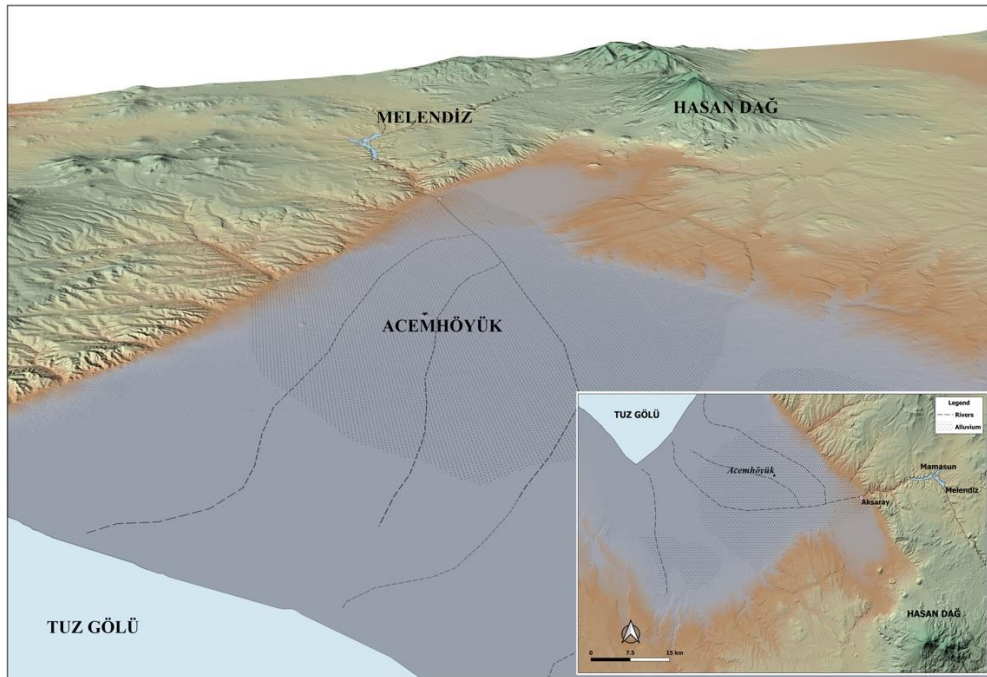 MELENDİZ
HASAN DAĞ
ACEMHÖYÜK
TUZ GÖLÜ
TUZ GÖLÜ
Legend
Rivers
Alluvium
Acemhöyük
Mamasun
Melendiz
Aksaray
HASAN DAĞ
0 7.5 15 km